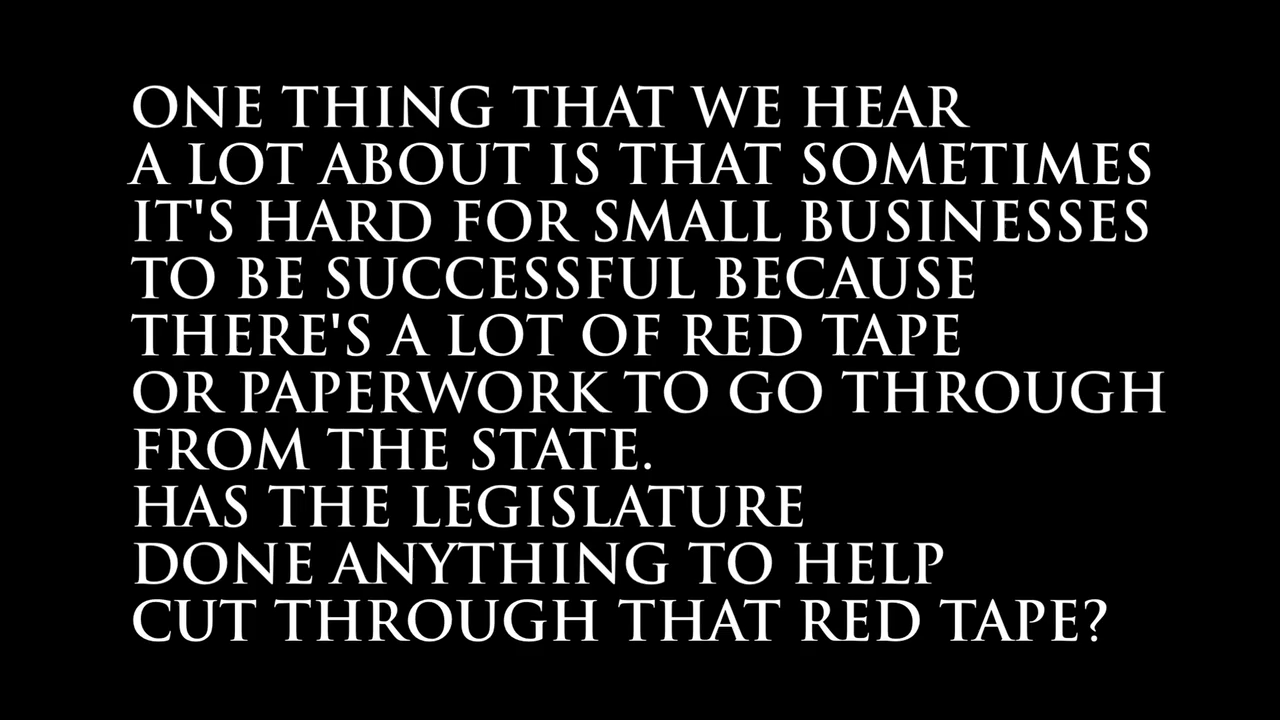 ONE THING THAT WE HEAR
A LOT ABOUT IS THAT SOMETIMES
IT'S HARD FOR SMALL BUSINESSES
TO BE SUCCESSFUL BECAUSE
THERE'S A LOT OF RED TAPE
OR PAPERWORK TO GO THROUGH
FROM THE STATE.
HAS THE LEGISLATURE
DONE ANYTHING TO HELP
CUT THROUGH THAT RED TAPE?